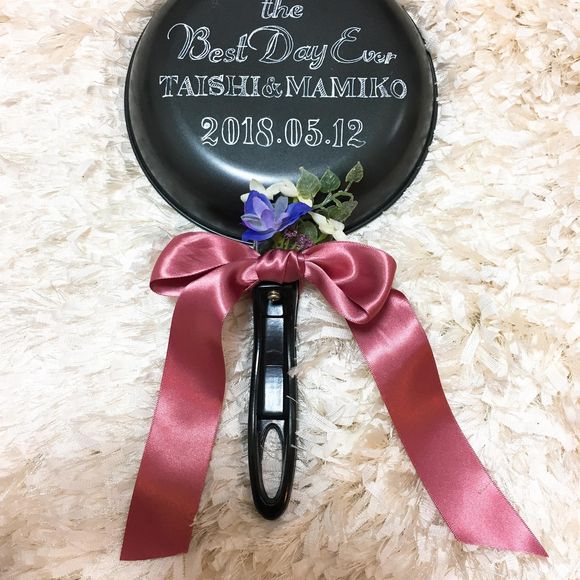 the
Best Day Ever
TAISHI & MAMIKO
2018.05.12